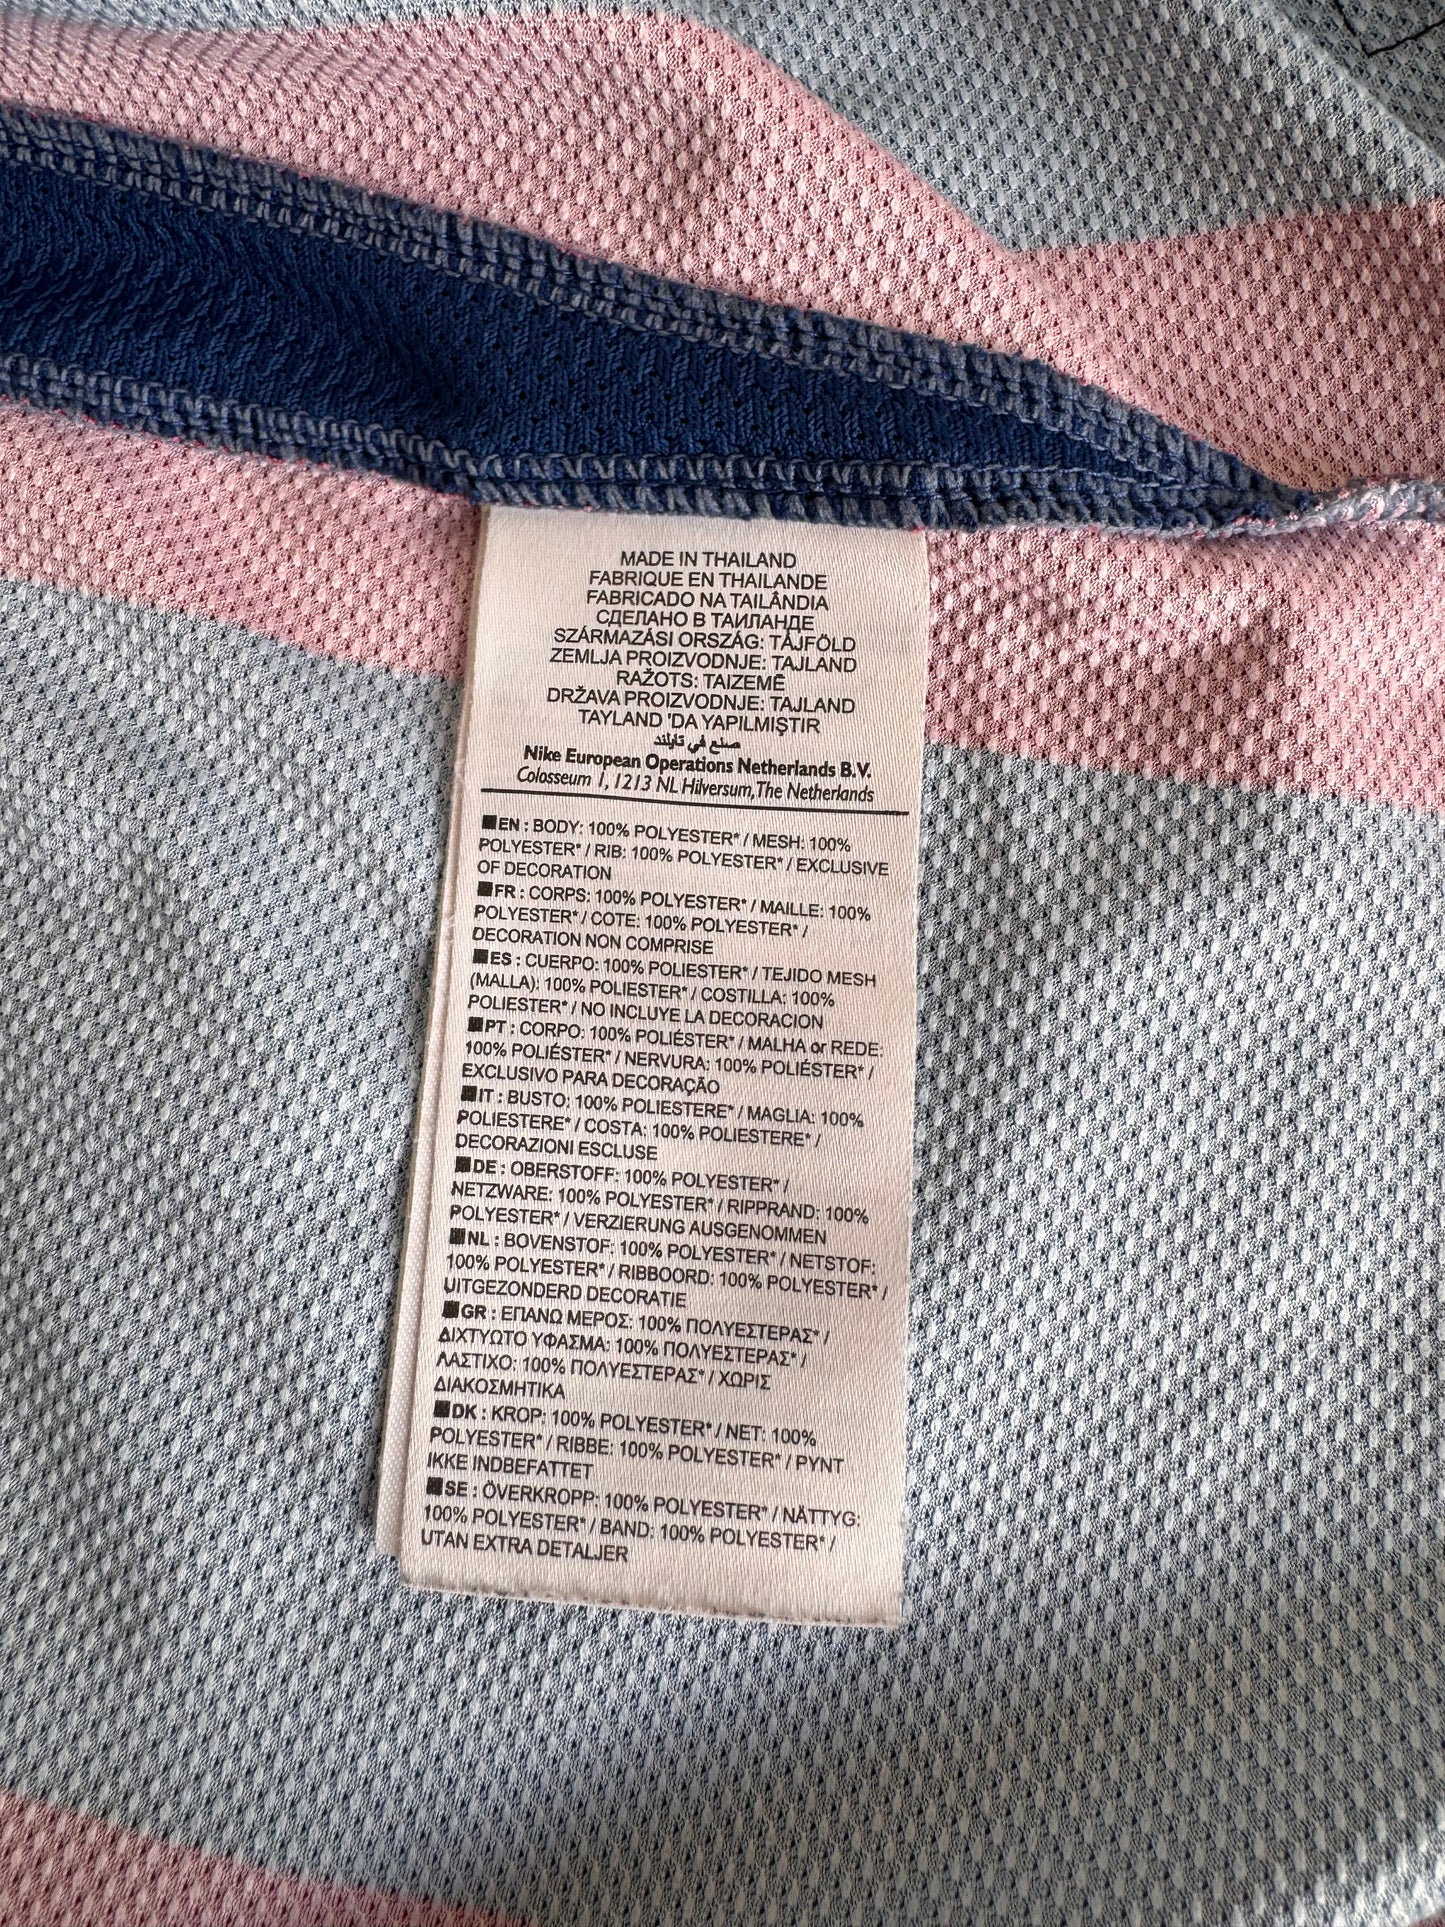 MADE IN THAILAND
FABRIQUE EN THAILANDE
FABRICADO NA TAILÂNDIA
СДЕЛАНО В ТАИЛАНДЕ
SZÁRMAZÁSI ORSZÁG: TÁJFÖLD
ZEMLJA PROIZVODNJE: TAJLAND
RAŽOTS: TAIZEMĒ
DRŽAVA PROIZVODNJE: TAJLAND
TAYLAND 'DA YAPILMIŞTIR
صنع في تايلند
Nike European Operations Netherlands B.V.
Colosseum 1, 1213 NL Hilversum, The Netherlands
■EN : BODY: 100% POLYESTER* / MESH: 100%
POLYESTER* / RIB: 100% POLYESTER* / EXCLUSIVE
OF DECORATION
■FR : CORPS: 100% POLYESTER* / MAILLE: 100%
POLYESTER* / COTE: 100% POLYESTER* /
DECORATION NON COMPRISE
■ES : CUERPO: 100% POLIESTER* / TEJIDO MESH
(MALLA): 100% POLIESTER* / COSTILLA: 100%
POLIESTER* / NO INCLUYE LA DECORACION
■PT : CORPO: 100% POLIÉSTER* / MALHA or REDE:
100% POLIÉSTER* / NERVURA: 100% POLIÉSTER* /
EXCLUSIVO PARA DECORAÇÃO
■IT : BUSTO: 100% POLIESTERE* / MAGLIA: 100%
POLIESTERE* / COSTA: 100% POLIESTERE* /
DECORAZIONI ESCLUSE
■DE : OBERSTOFF: 100% POLYESTER* /
NETZWARE: 100% POLYESTER* / RIPPRAND: 100%
POLYESTER* / VERZIERUNG AUSGENOMMEN
■NL : BOVENSTOF: 100% POLYESTER* / NETSTOF:
100% POLYESTER* / RIBBOORD: 100% POLYESTER* /
UITGEZONDERD DECORATIE
■GR : ΕΠΑΝΩ ΜΕΡΟΣ: 100% ΠΟΛΥΕΣΤΕΡΑΣ* /
ΔΙΧΤΥΩΤΟ ΥΦΑΣΜΑ: 100% ΠΟΛΥΕΣΤΕΡΑΣ* /
ΛΑΣΤΙΧΟ: 100% ΠΟΛΥΕΣΤΕΡΑΣ* / ΧΩΡΙΣ
ΔΙΑΚΟΣΜΗΤΙΚΑ
■DK : KROP: 100% POLYESTER* / NET: 100%
POLYESTER* / RIBBE: 100% POLYESTER* / PYNT
IKKE INDBEFATTET
■SE : ÖVERKROPP: 100% POLYESTER* / NÄTTYG:
100% POLYESTER* / BAND: 100% POLYESTER* /
UTAN EXTRA DETALJER